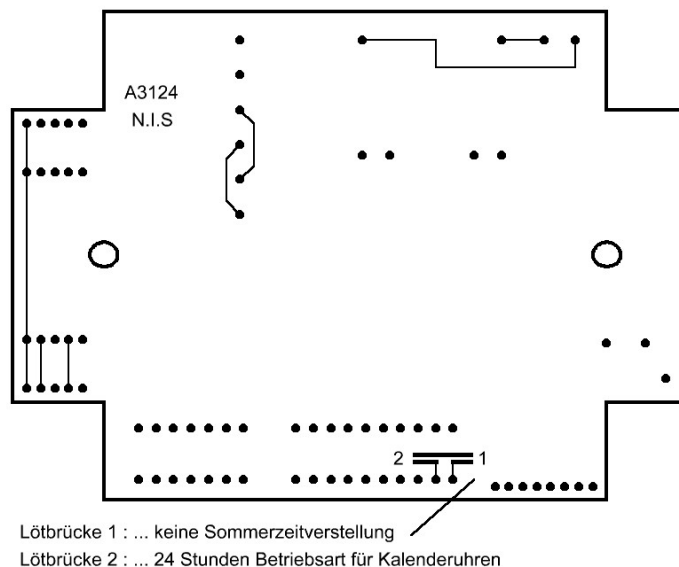 A3124
N.I.S
2 1
Lötbrücke 1 : ... keine Sommerzeitverstellung
Lötbrücke 2 : ... 24 Stunden Betriebsart für Kalenderuhren